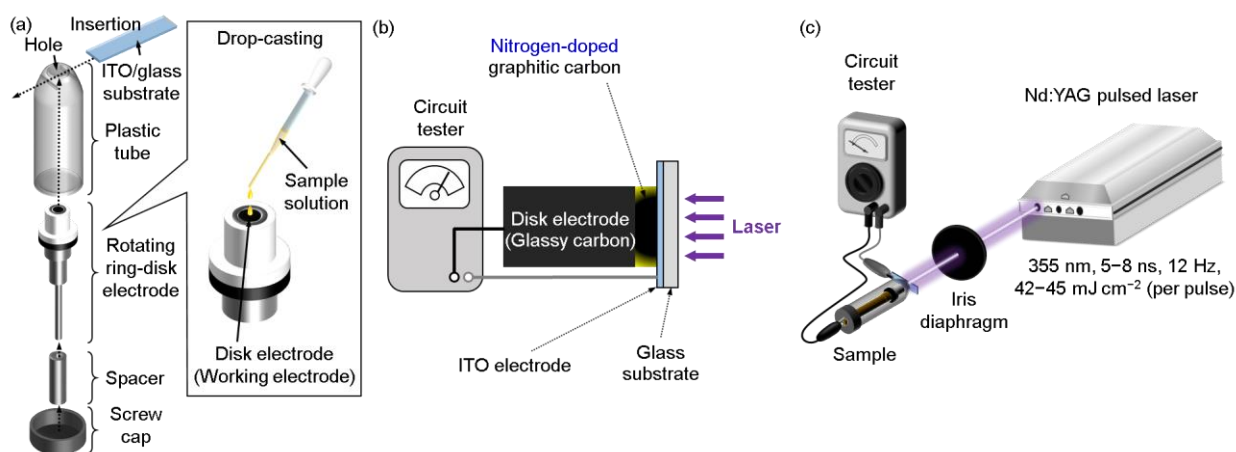 (a)
Insertion
Hole
ITO/glass
substrate
Plastic
tube
Rotating
ring-disk
electrode
Spacer
Screw
cap
Drop-casting
Sample
solution
Disk electrode
(Working electrode)
(b)
Nitrogen-doped
graphitic carbon
Circuit
tester
Disk electrode
(Glassy carbon)
Laser
ITO electrode
Glass
substrate
(c)
Circuit
tester
Nd:YAG pulsed laser
355 nm, 5−8 ns, 12 Hz,
42−45 mJ cm⁻² (per pulse)
Iris
diaphragm
Sample